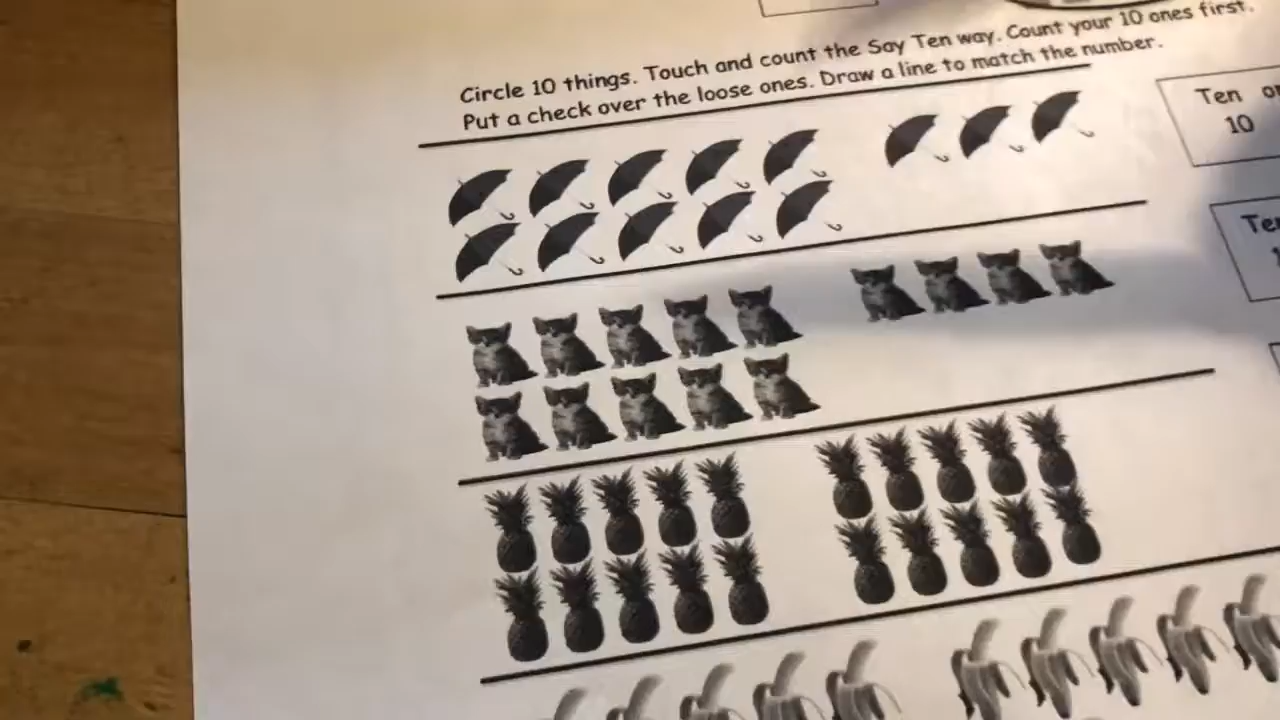 Circle 10 things. Touch and count the Say Ten way. Count your 10 ones first.
Put a check over the loose ones. Draw a line to match the number.
Ten
10